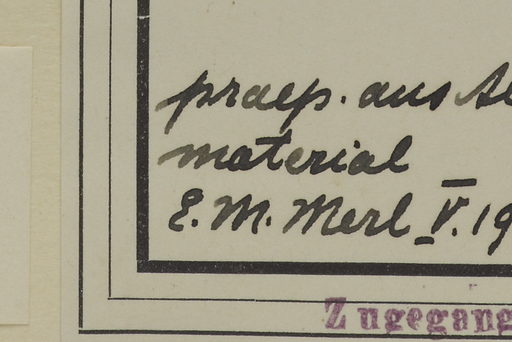 praep. aus
material
E. M. Merl V. 19
Zugegang